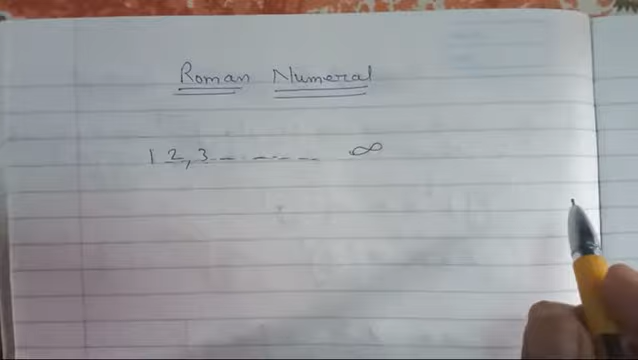 Roman Numeral
1 2, 3 – – – – – ∞